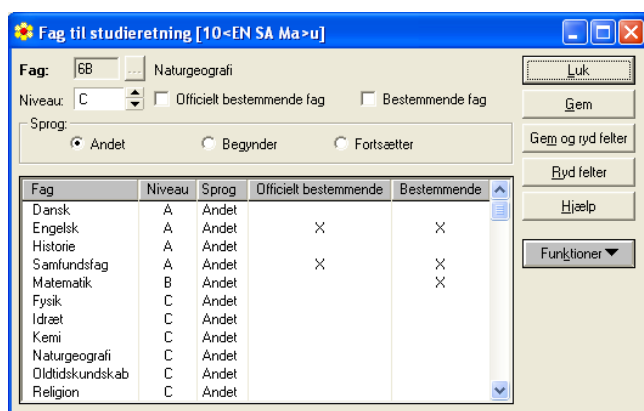 Fag til studieretning [10<EN SA Ma>u]
Fag: 6B ... Naturgeografi
Niveau: C Officielt bestemmende fag Bestemmende fag
Sprog:
Andet Begynder Fortsætter
Luk
Gem
Gem og ryd felter
Ryd felter
Hjælp
Funktioner
Fag Niveau Sprog Officielt bestemmende Bestemmende
Dansk A Andet
Engelsk A Andet X X
Historie A Andet
Samfundsfag A Andet X X
Matematik B Andet X
Fysik C Andet
Idræt C Andet
Kemi C Andet
Naturgeografi C Andet
Oldtidskundskab C Andet
Religion C Andet